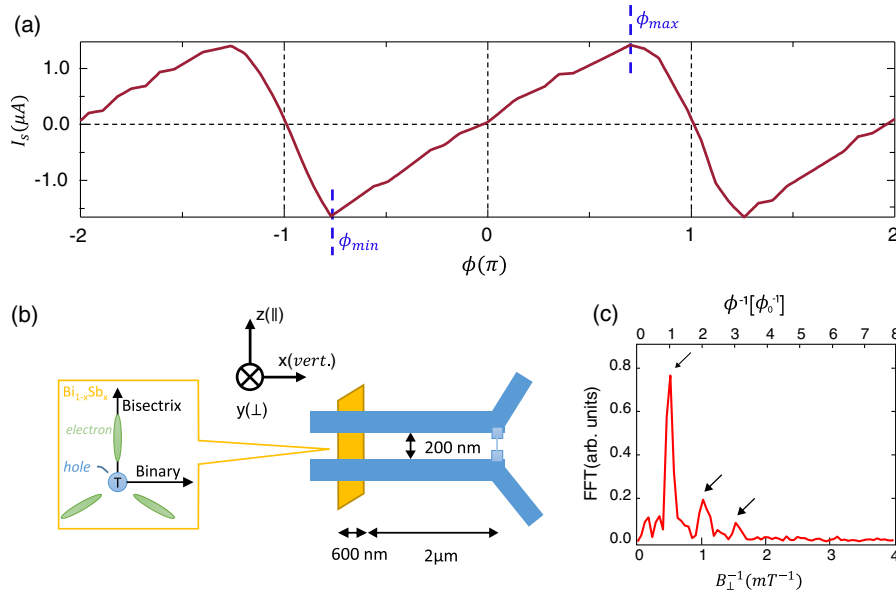 (a)
ϕmax
Is(μA)
1.0
0.0
-1.0
ϕmin
-2
-1
0
1
2
ϕ(π)
(b)
z(||)
x(vert.)
y(⊥)
Bi1-xSbx
Bisectrix
electron
hole
T
Binary
200 nm
600 nm
2μm
(c)
ϕ-1[ϕ0-1]
0 1 2 3 4 5 6 7 8
FFT(arb. units)
0.8
0.6
0.4
0.2
0.0
0 1 2 3 4
B⊥-1(mT-1)